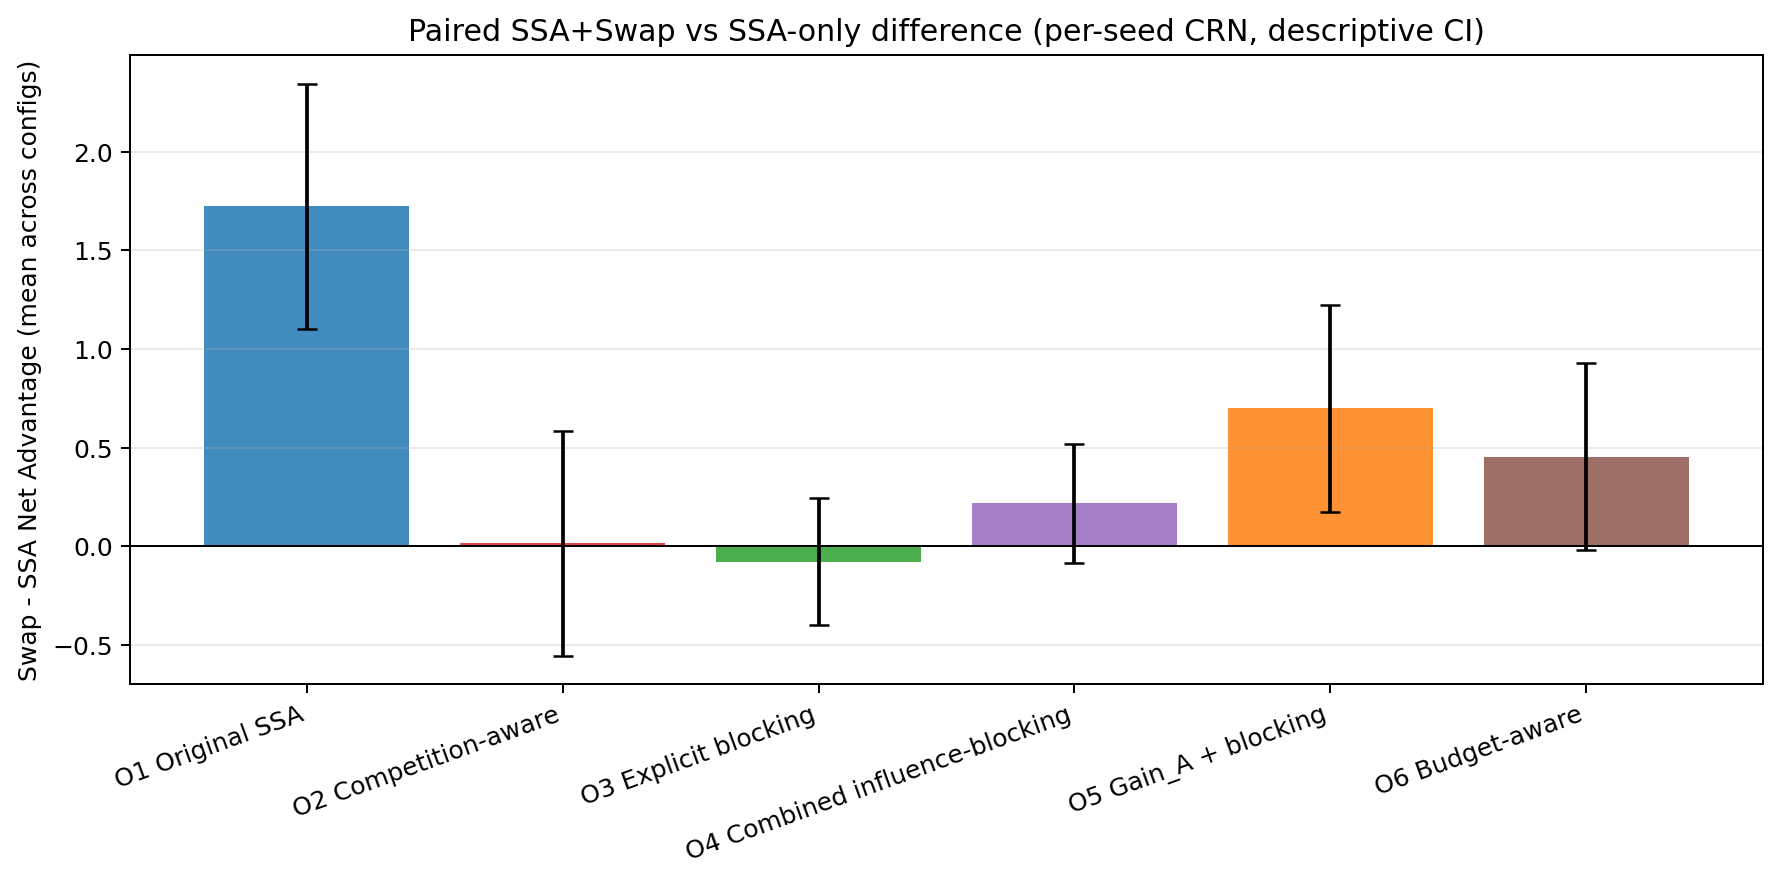 Paired SSA+Swap vs SSA-only difference (per-seed CRN, descriptive CI)
Swap - SSA Net Advantage (mean across configs)
2.0
1.5
1.0
0.5
0.0
−0.5
O1 Original SSA
O2 Competition-aware
O3 Explicit blocking
O4 Combined influence-blocking
O5 Gain_A + blocking
O6 Budget-aware